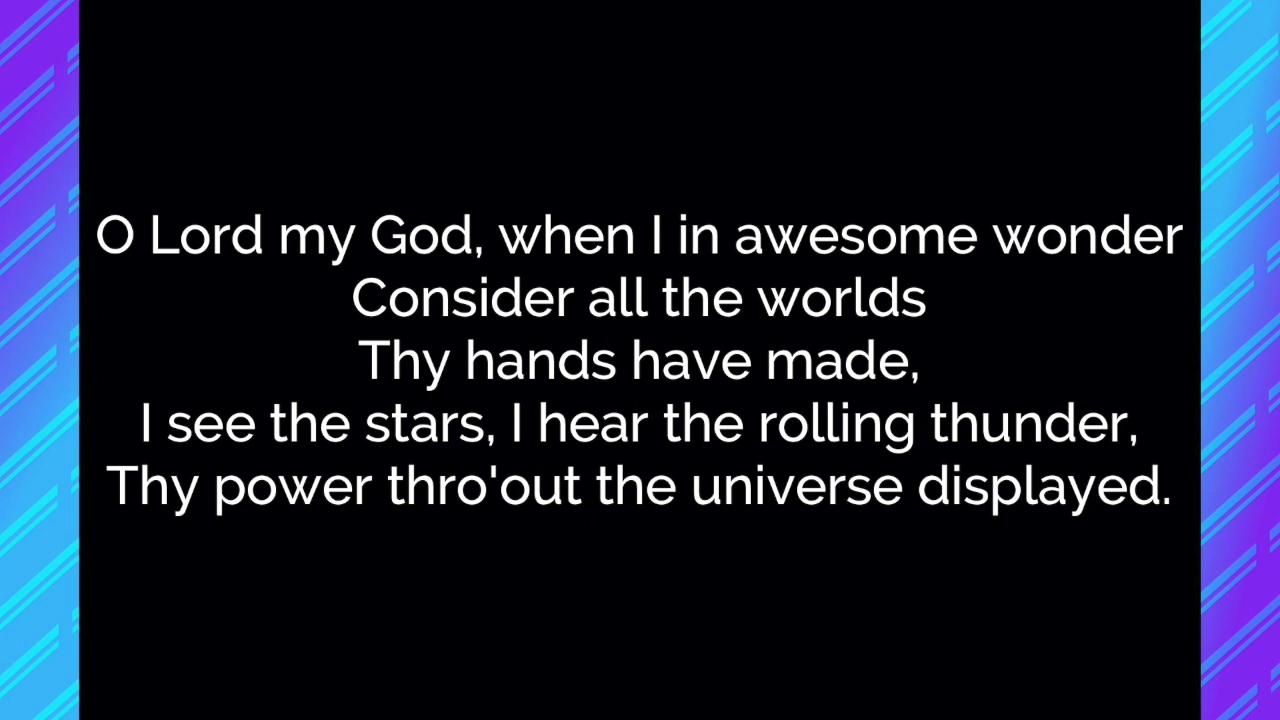 O Lord my God, when I in awesome wonder
Consider all the worlds
Thy hands have made,
I see the stars, I hear the rolling thunder,
Thy power thro'out the universe displayed.